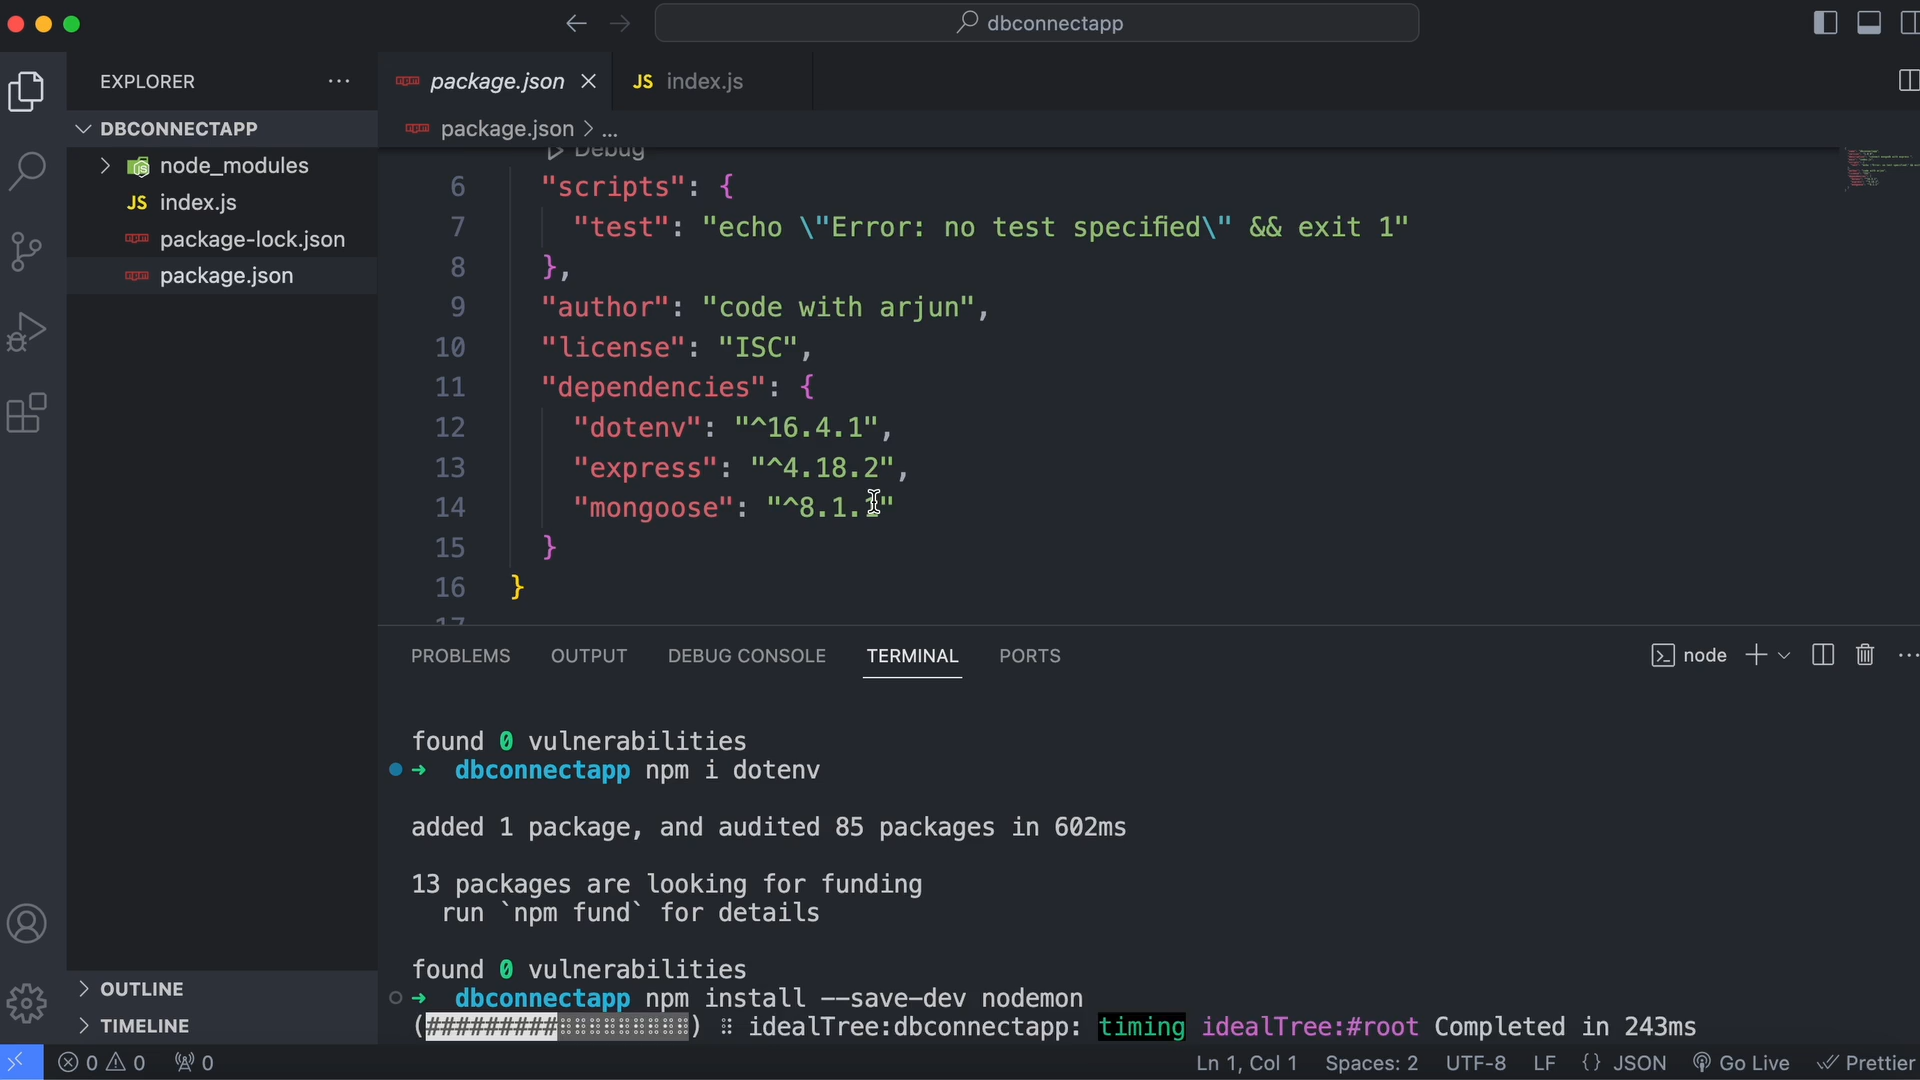 dbconnectapp
EXPLORER
package.json
JS index.js
DBCONNECTAPP
package.json > ...
node_modules
JS index.js
package-lock.json
package.json
Debug
6 "scripts": {
7 "test": "echo \"Error: no test specified\" && exit 1"
8 },
9 "author": "code with arjun",
10 "license": "ISC",
11 "dependencies": {
12 "dotenv": "^16.4.1",
13 "express": "^4.18.2",
14 "mongoose": "^8.1.1"
15 }
16 }
17
PROBLEMS OUTPUT DEBUG CONSOLE TERMINAL PORTS
node
found 0 vulnerabilities
➜ dbconnectapp npm i dotenv
added 1 package, and audited 85 packages in 602ms
13 packages are looking for funding
run `npm fund` for details
found 0 vulnerabilities
➜ dbconnectapp npm install --save-dev nodemon
(#########⠂⠂⠂⠂⠂⠂⠂⠂⠂) ⠸ idealTree:dbconnectapp: timing idealTree:#root Completed in 243ms
OUTLINE
TIMELINE
0 0 0
Ln 1, Col 1 Spaces: 2 UTF-8 LF {} JSON Go Live Prettier